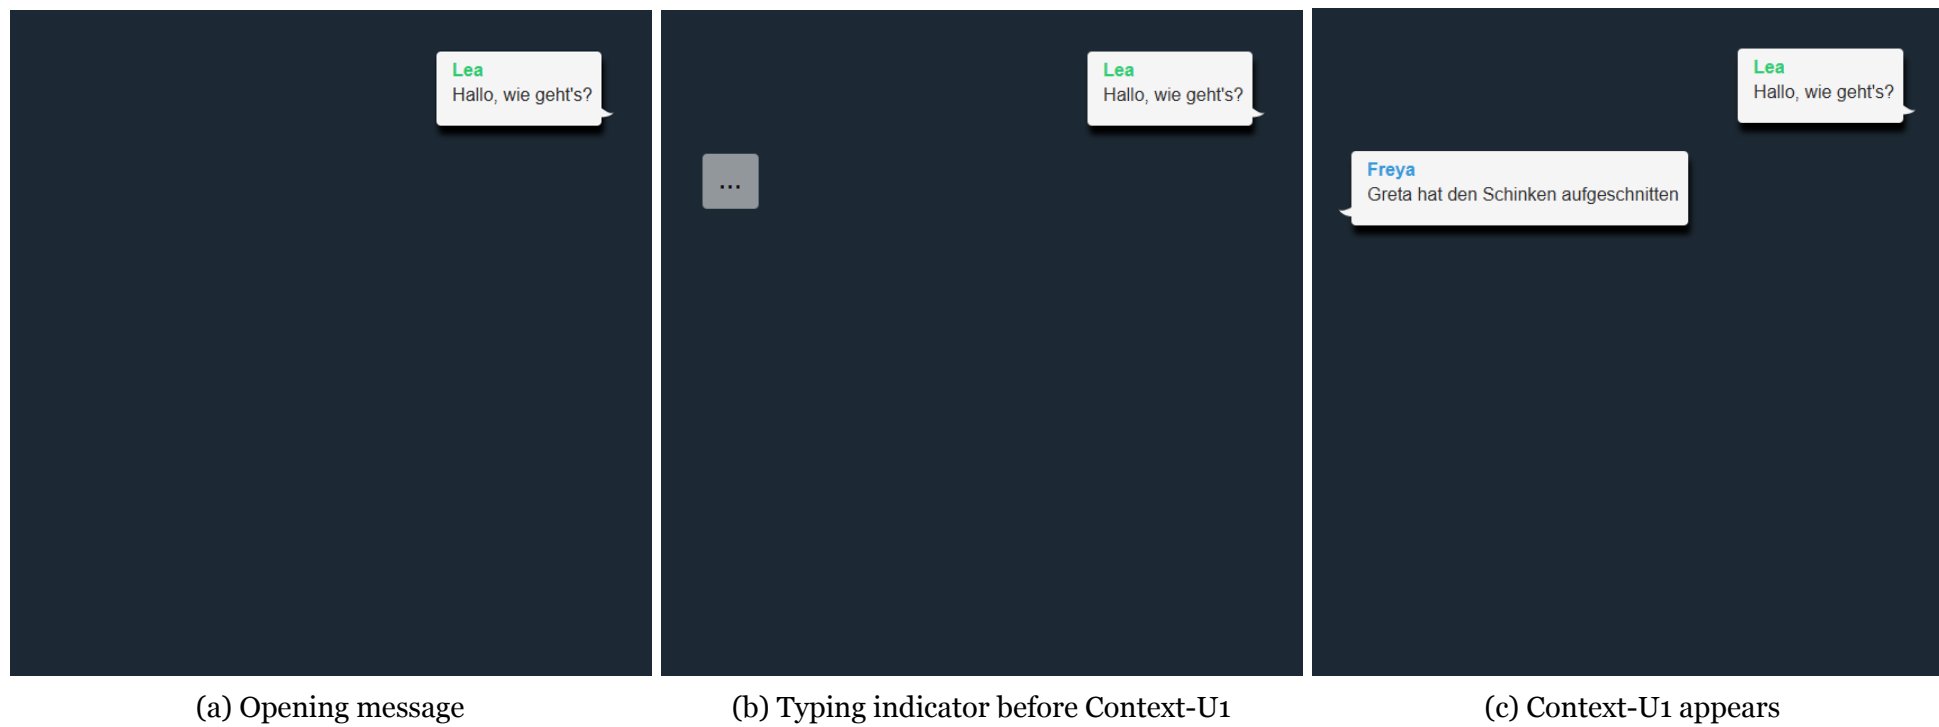 Lea
Hallo, wie geht's?
Lea
Hallo, wie geht's?
...
Lea
Hallo, wie geht's?
Freya
Greta hat den Schinken aufgeschnitten
(a) Opening message
(b) Typing indicator before Context-U1
(c) Context-U1 appears